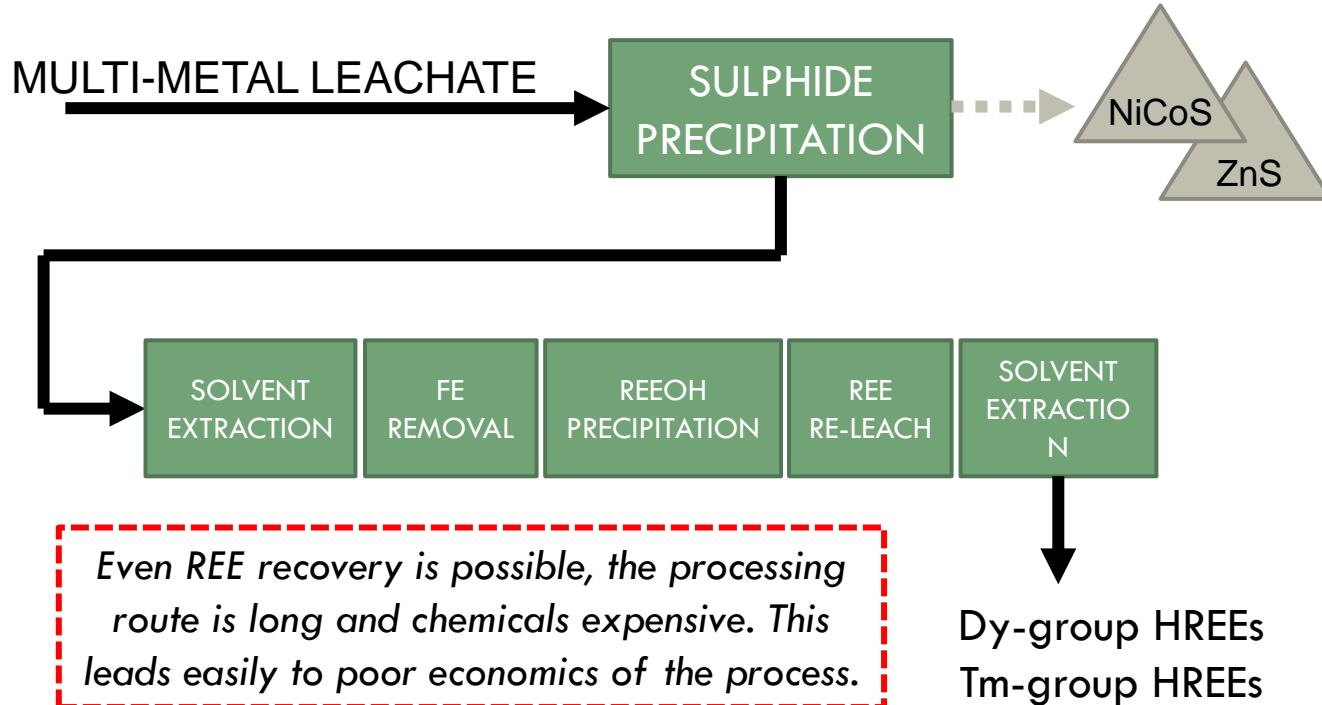 MULTI-METAL LEACHATE
SULPHIDE
PRECIPITATION
NiCoS
ZnS
SOLVENT
EXTRACTION
FE
REMOVAL
REEOH
PRECIPITATION
REE
RE-LEACH
SOLVENT
EXTRACTIO
N
Even REE recovery is possible, the processing
route is long and chemicals expensive. This
leads easily to poor economics of the process.
Dy-group HREEs
Tm-group HREEs